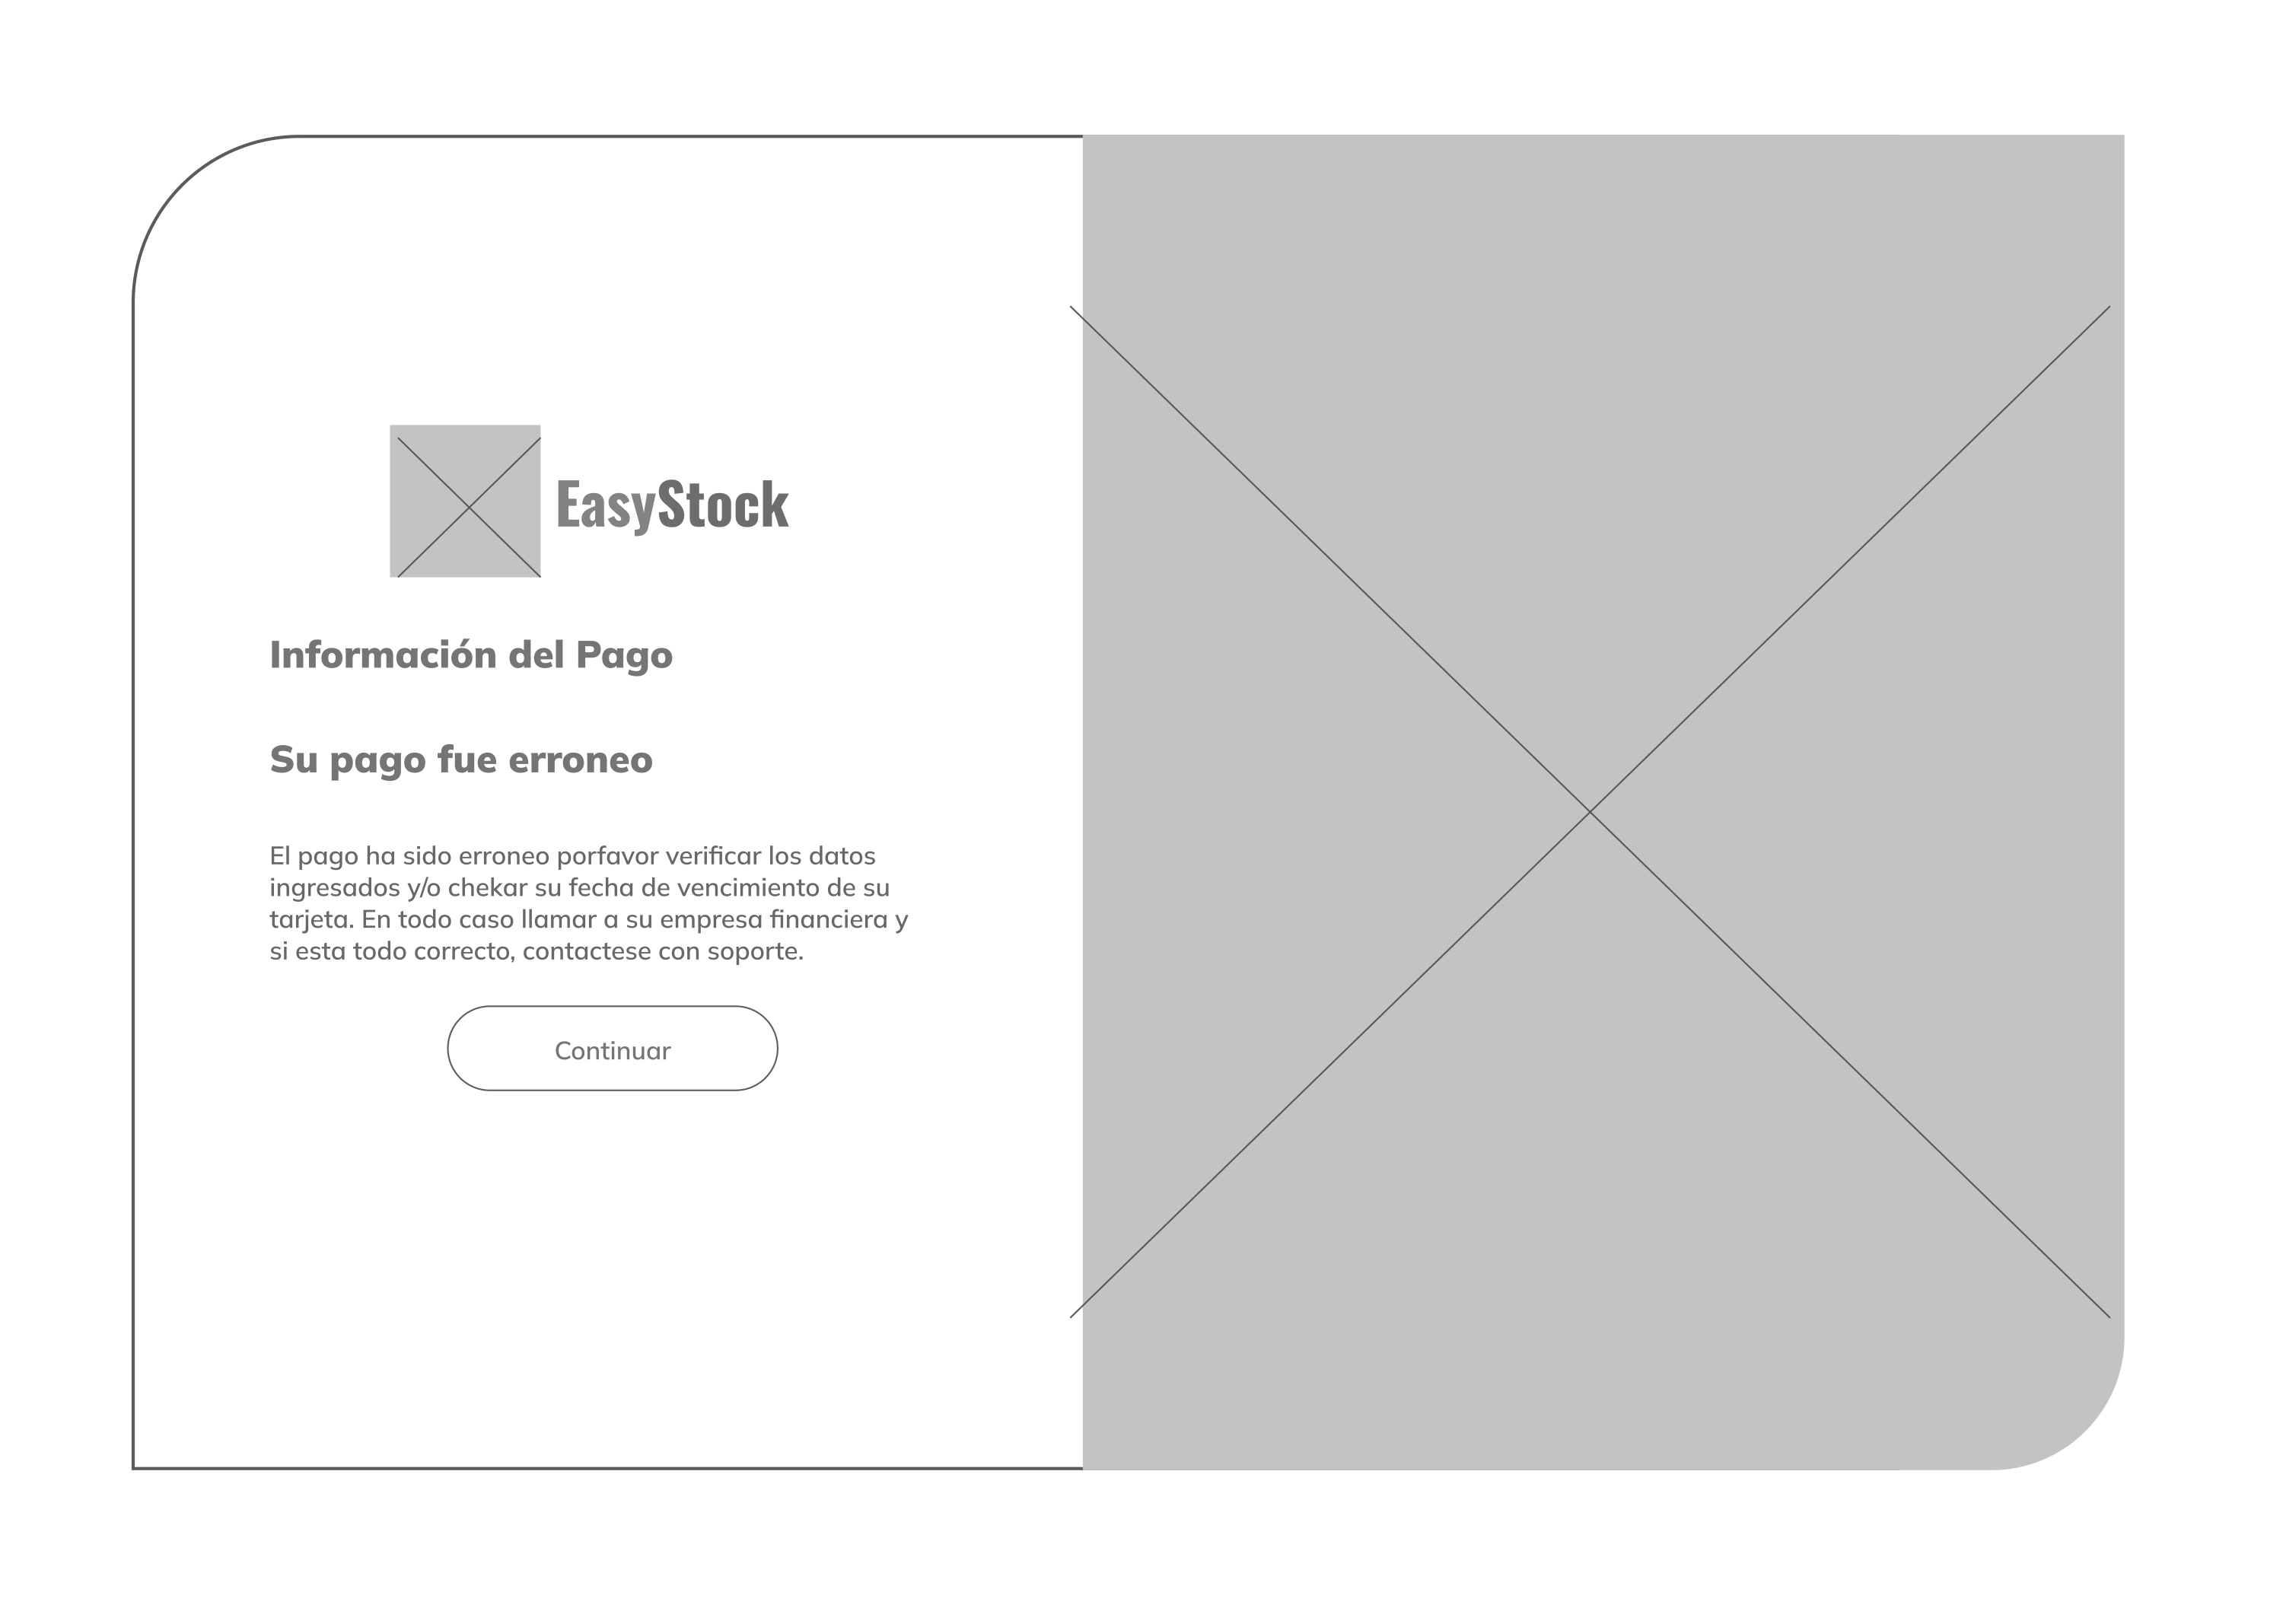 EasyStock
Información del Pago
Su pago fue erroneo
El pago ha sido erroneo porfavor verificar los datos
ingresados y/o chekar su fecha de vencimiento de su
tarjeta. En todo caso llamar a su empresa financiera y
si esta todo correcto, contactese con soporte.
Continuar